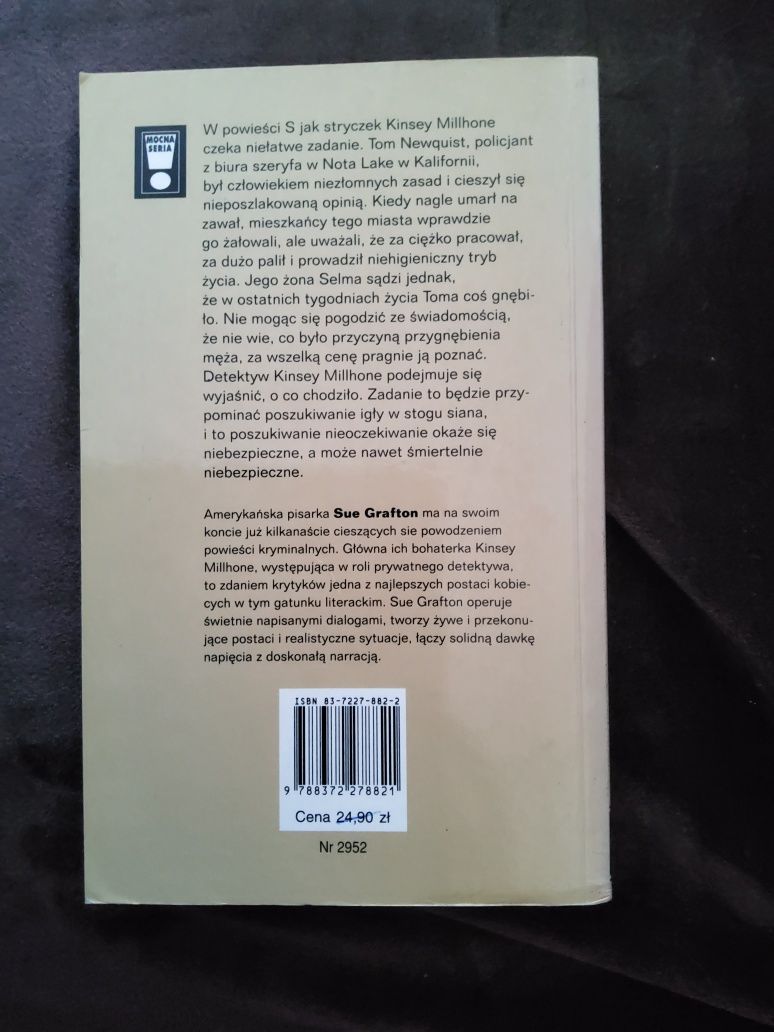 MOCNA
SERIA
W powieści S jak stryczek Kinsey Millhone
czeka niełatwe zadanie. Tom Newquist, policjant
z biura szeryfa w Nota Lake w Kalifornii,
był człowiekiem niezłomnych zasad i cieszył się
nieposzlakowaną opinią. Kiedy nagle umarł na
zawał, mieszkańcy tego miasta wprawdzie
go żałowali, ale uważali, że za ciężko pracował,
za dużo palił i prowadził niehigieniczny tryb
życia. Jego żona Selma sądzi jednak,
że w ostatnich tygodniach życia Toma coś gnębi-
ło. Nie mogąc się pogodzić ze świadomością,
że nie wie, co było przyczyną przygnębienia
męża, za wszelką cenę pragnie ją poznać.
Detektyw Kinsey Millhone podejmuje się
wyjaśnić, o co chodziło. Zadanie to będzie przy-
pominać poszukiwanie igły w stogu siana,
i to poszukiwanie nieoczekiwanie okaże się
niebezpieczne, a może nawet śmiertelnie
niebezpieczne.
Amerykańska pisarka Sue Grafton ma na swoim
koncie już kilkanaście cieszących sie powodzeniem
powieści kryminalnych. Główna ich bohaterka Kinsey
Millhone, występująca w roli prywatnego detektywa,
to zdaniem krytyków jedna z najlepszych postaci kobie-
cych w tym gatunku literackim. Sue Grafton operuje
świetnie napisanymi dialogami, tworzy żywe i przekonu-
jące postaci i realistyczne sytuacje, łączy solidną dawkę
napięcia z doskonałą narracją.
ISBN 83-7227-882-2
9 788372 278821
Cena 24,90 zł
Nr 2952